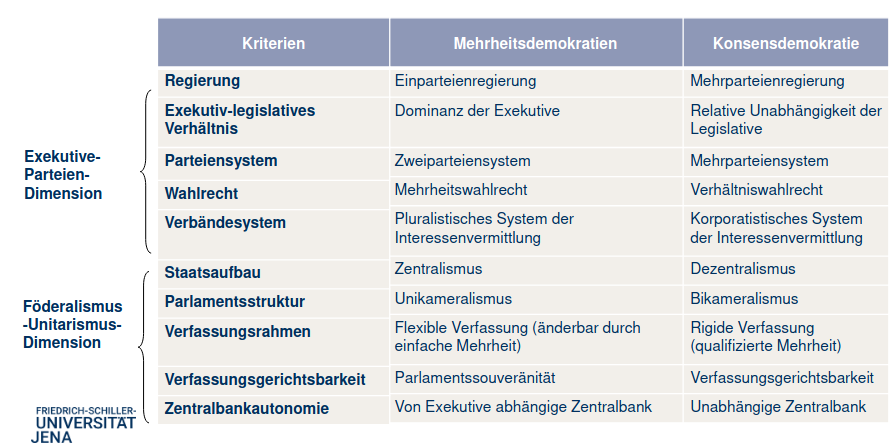 Kriterien Mehrheitsdemokratien Konsensdemokratie
Regierung Einparteienregierung Mehrparteienregierung
Exekutiv-legislatives Dominanz der Exekutive Relative Unabhängigkeit der
Verhältnis Legislative
Exekutive-
Parteien-
Dimension
Parteiensystem Zweiparteiensystem Mehrparteiensystem
Wahlrecht Mehrheitswahlrecht Verhältniswahlrecht
Verbändesystem Pluralistisches System der Korporatistisches System
Interessenvermittlung der Interessenvermittlung
Staatsaufbau Zentralismus Dezentralismus
Föderalismus
-Unitarismus-
Dimension
Parlamentsstruktur Unikameralismus Bikameralismus
Verfassungsrahmen Flexible Verfassung (änderbar durch Rigide Verfassung
einfache Mehrheit) (qualifizierte Mehrheit)
Verfassungsgerichtsbarkeit Parlamentssouveränität Verfassungsgerichtsbarkeit
Zentralbankautonomie Von Exekutive abhängige Zentralbank Unabhängige Zentralbank
FRIEDRICH-SCHILLER-
UNIVERSITÄT
JENA